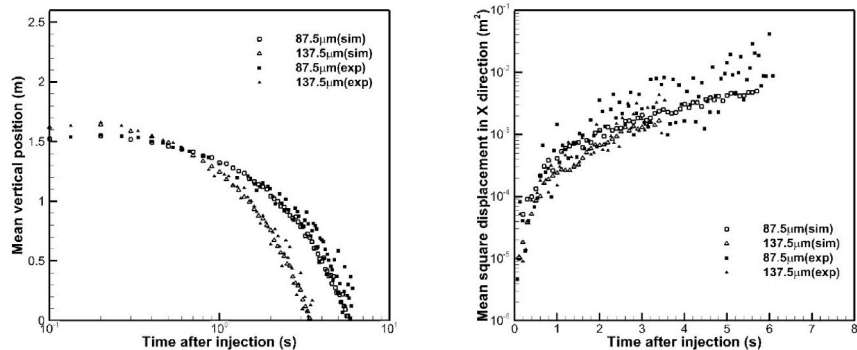 2.5
2
1.5
1
0.5
0
10⁻¹
10⁰
10¹
Mean vertical position (m)
Time after injection (s)
87.5μm(sim)
137.5μm(sim)
87.5μm(exp)
137.5μm(exp)
10⁻¹
10⁻²
10⁻³
10⁻⁴
10⁻⁵
10⁻⁶
0
1
2
3
4
5
6
7
8
Mean square displacement in X direction (m²)
Time after injection (s)
87.5μm(sim)
137.5μm(sim)
87.5μm(exp)
137.5μm(exp)